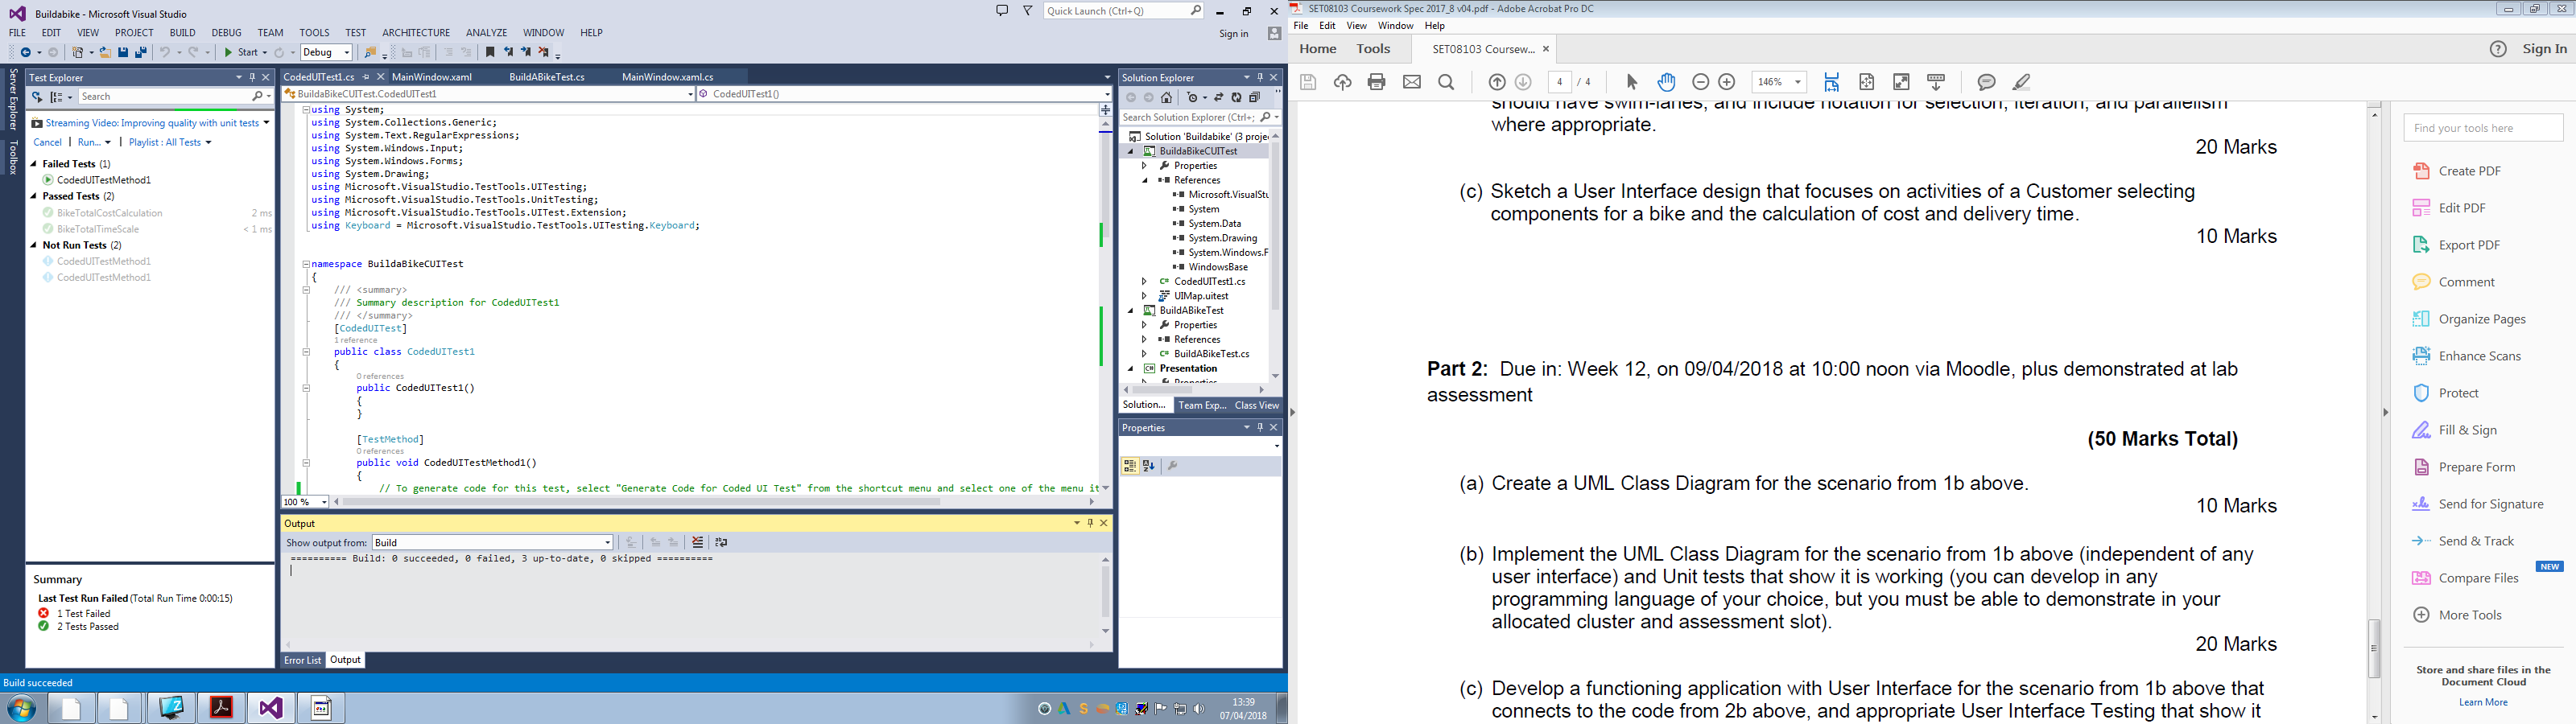 Buildabike - Microsoft Visual Studio
Quick Launch (Ctrl+Q)
FILE EDIT VIEW PROJECT BUILD DEBUG TEAM TOOLS TEST ARCHITECTURE ANALYZE WINDOW HELP
Sign in
Start Debug
Server Explorer
Toolbox
Test Explorer
Search
Streaming Video: Improving quality with unit tests
Cancel | Run... | Playlist : All Tests
Failed Tests (1)
CodedUITestMethod1
Passed Tests (2)
BikeTotalCostCalculation 2 ms
BikeTotalTimeScale < 1 ms
Not Run Tests (2)
CodedUITestMethod1
CodedUITestMethod1
Summary
Last Test Run Failed (Total Run Time 0:00:15)
1 Test Failed
2 Tests Passed
CodedUITest1.cs MainWindow.xaml BuildABikeTest.cs MainWindow.xaml.cs
BuildaBikeCUITest.CodedUITest1 CodedUITest1()
using System;
using System.Collections.Generic;
using System.Text.RegularExpressions;
using System.Windows.Input;
using System.Windows.Forms;
using System.Drawing;
using Microsoft.VisualStudio.TestTools.UITesting;
using Microsoft.VisualStudio.TestTools.UnitTesting;
using Microsoft.VisualStudio.TestTools.UITest.Extension;
using Keyboard = Microsoft.VisualStudio.TestTools.UITesting.Keyboard;
namespace BuildaBikeCUITest
{
/// <summary>
/// Summary description for CodedUITest1
/// </summary>
[CodedUITest]
1 reference
public class CodedUITest1
{
0 references
public CodedUITest1()
{
}
[TestMethod]
0 references
public void CodedUITestMethod1()
{
// To generate code for this test, select "Generate Code for Coded UI Test" from the shortcut menu and select one of the menu it
100 %
Output
Show output from: Build
========== Build: 0 succeeded, 0 failed, 3 up-to-date, 0 skipped ==========
Error List Output
Solution Explorer
Search Solution Explorer (Ctrl+;
Solution 'Buildabike' (3 proje
BuildaBikeCUITest
Properties
References
Microsoft.VisualStu
System
System.Data
System.Drawing
System.Windows.F
WindowsBase
CodedUITest1.cs
UIMap.uitest
BuildABikeTest
Properties
References
BuildABikeTest.cs
Presentation
Properties
Solution... Team Exp... Class View
Properties
Build succeeded
13:39
07/04/2018
SET08103 Coursework Spec 2017_8 v04.pdf - Adobe Acrobat Pro DC
File Edit View Window Help
Home Tools SET08103 Coursew... Sign In
4 / 4 146%
should have swim-lanes, and include notation for selection, iteration, and parallelism
where appropriate.
20 Marks
(c) Sketch a User Interface design that focuses on activities of a Customer selecting
components for a bike and the calculation of cost and delivery time.
10 Marks
Part 2: Due in: Week 12, on 09/04/2018 at 10:00 noon via Moodle, plus demonstrated at lab
assessment
(50 Marks Total)
(a) Create a UML Class Diagram for the scenario from 1b above.
10 Marks
(b) Implement the UML Class Diagram for the scenario from 1b above (independent of any
user interface) and Unit tests that show it is working (you can develop in any
programming language of your choice, but you must be able to demonstrate in your
allocated cluster and assessment slot).
20 Marks
(c) Develop a functioning application with User Interface for the scenario from 1b above that
connects to the code from 2b above, and appropriate User Interface Testing that show it
Find your tools here
Create PDF
Edit PDF
Export PDF
Comment
Organize Pages
Enhance Scans
Protect
Fill & Sign
Prepare Form
Send for Signature
Send & Track
Compare Files NEW
More Tools
Store and share files in the
Document Cloud
Learn More